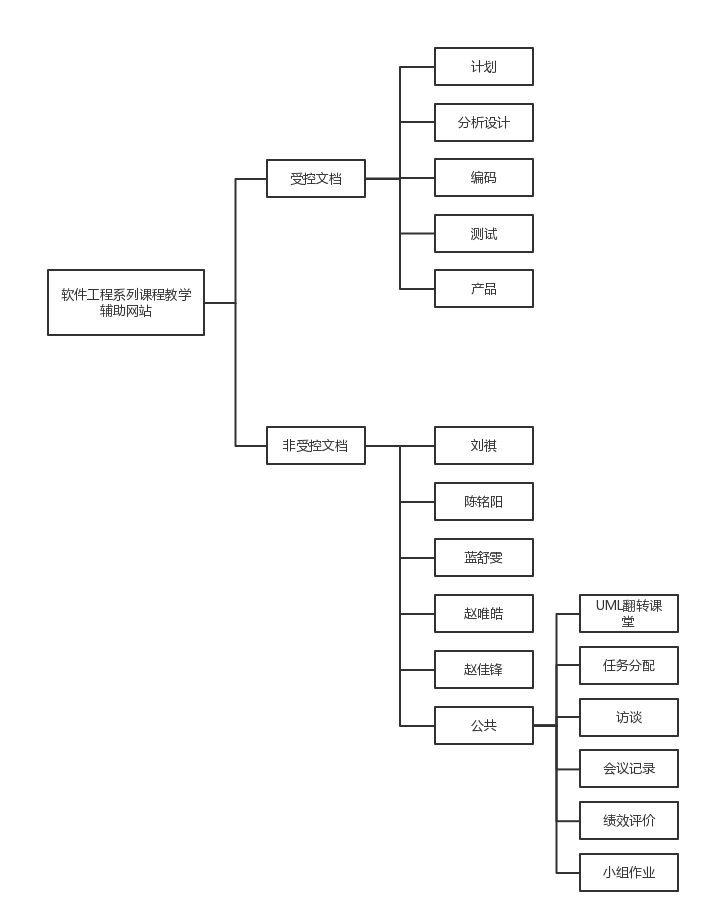 软件工程系列课程教学
辅助网站
受控文档
计划
分析设计
编码
测试
产品
非受控文档
刘祺
陈铭阳
蓝舒雯
赵唯皓
赵佳锋
公共
UML翻转课
堂
任务分配
访谈
会议记录
绩效评价
小组作业